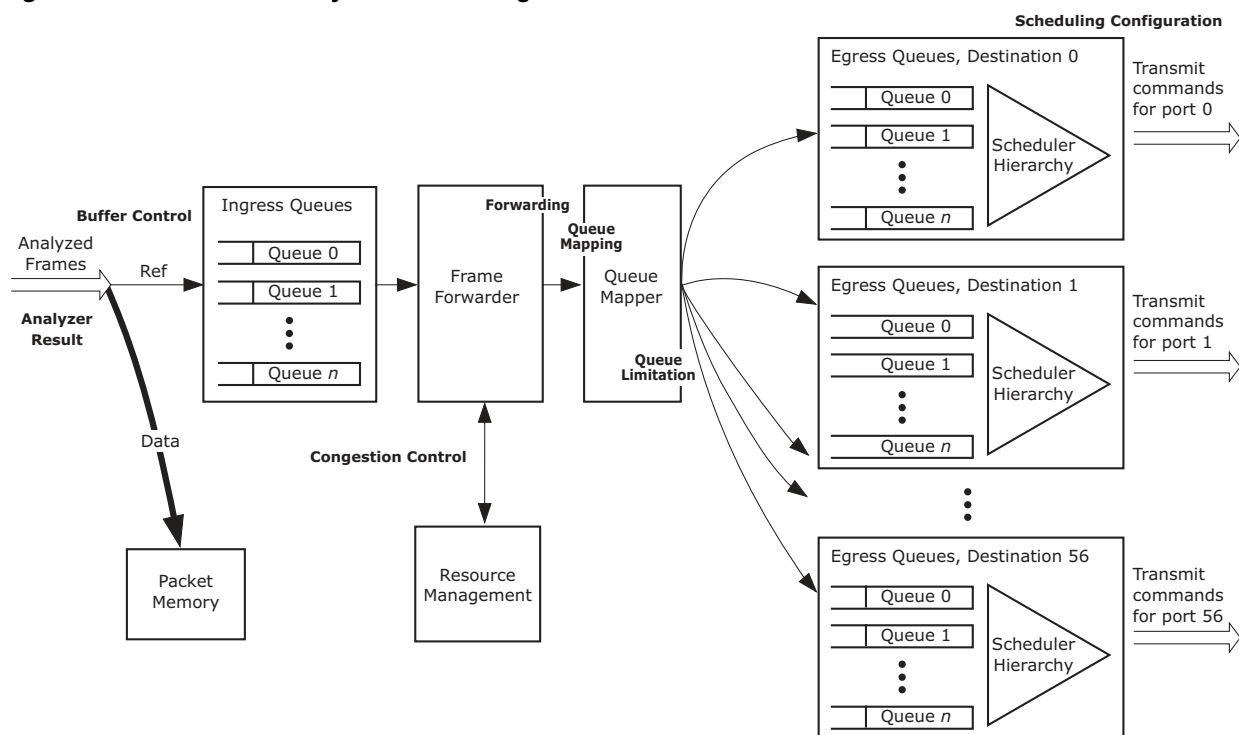 Scheduling Configuration
Egress Queues, Destination 0
Queue 0
Queue 1
Queue n
Scheduler
Hierarchy
Transmit
commands
for port 0
Buffer Control
Analyzed
Frames
Ref
Analyzer
Result
Data
Packet
Memory
Ingress Queues
Queue 0
Queue 1
Queue n
Frame
Forwarder
Forwarding
Congestion Control
Resource
Management
Queue
Mapping
Queue
Mapper
Queue
Limitation
Egress Queues, Destination 1
Queue 0
Queue 1
Queue n
Scheduler
Hierarchy
Transmit
commands
for port 1
Egress Queues, Destination 56
Queue 0
Queue 1
Queue n
Scheduler
Hierarchy
Transmit
commands
for port 56